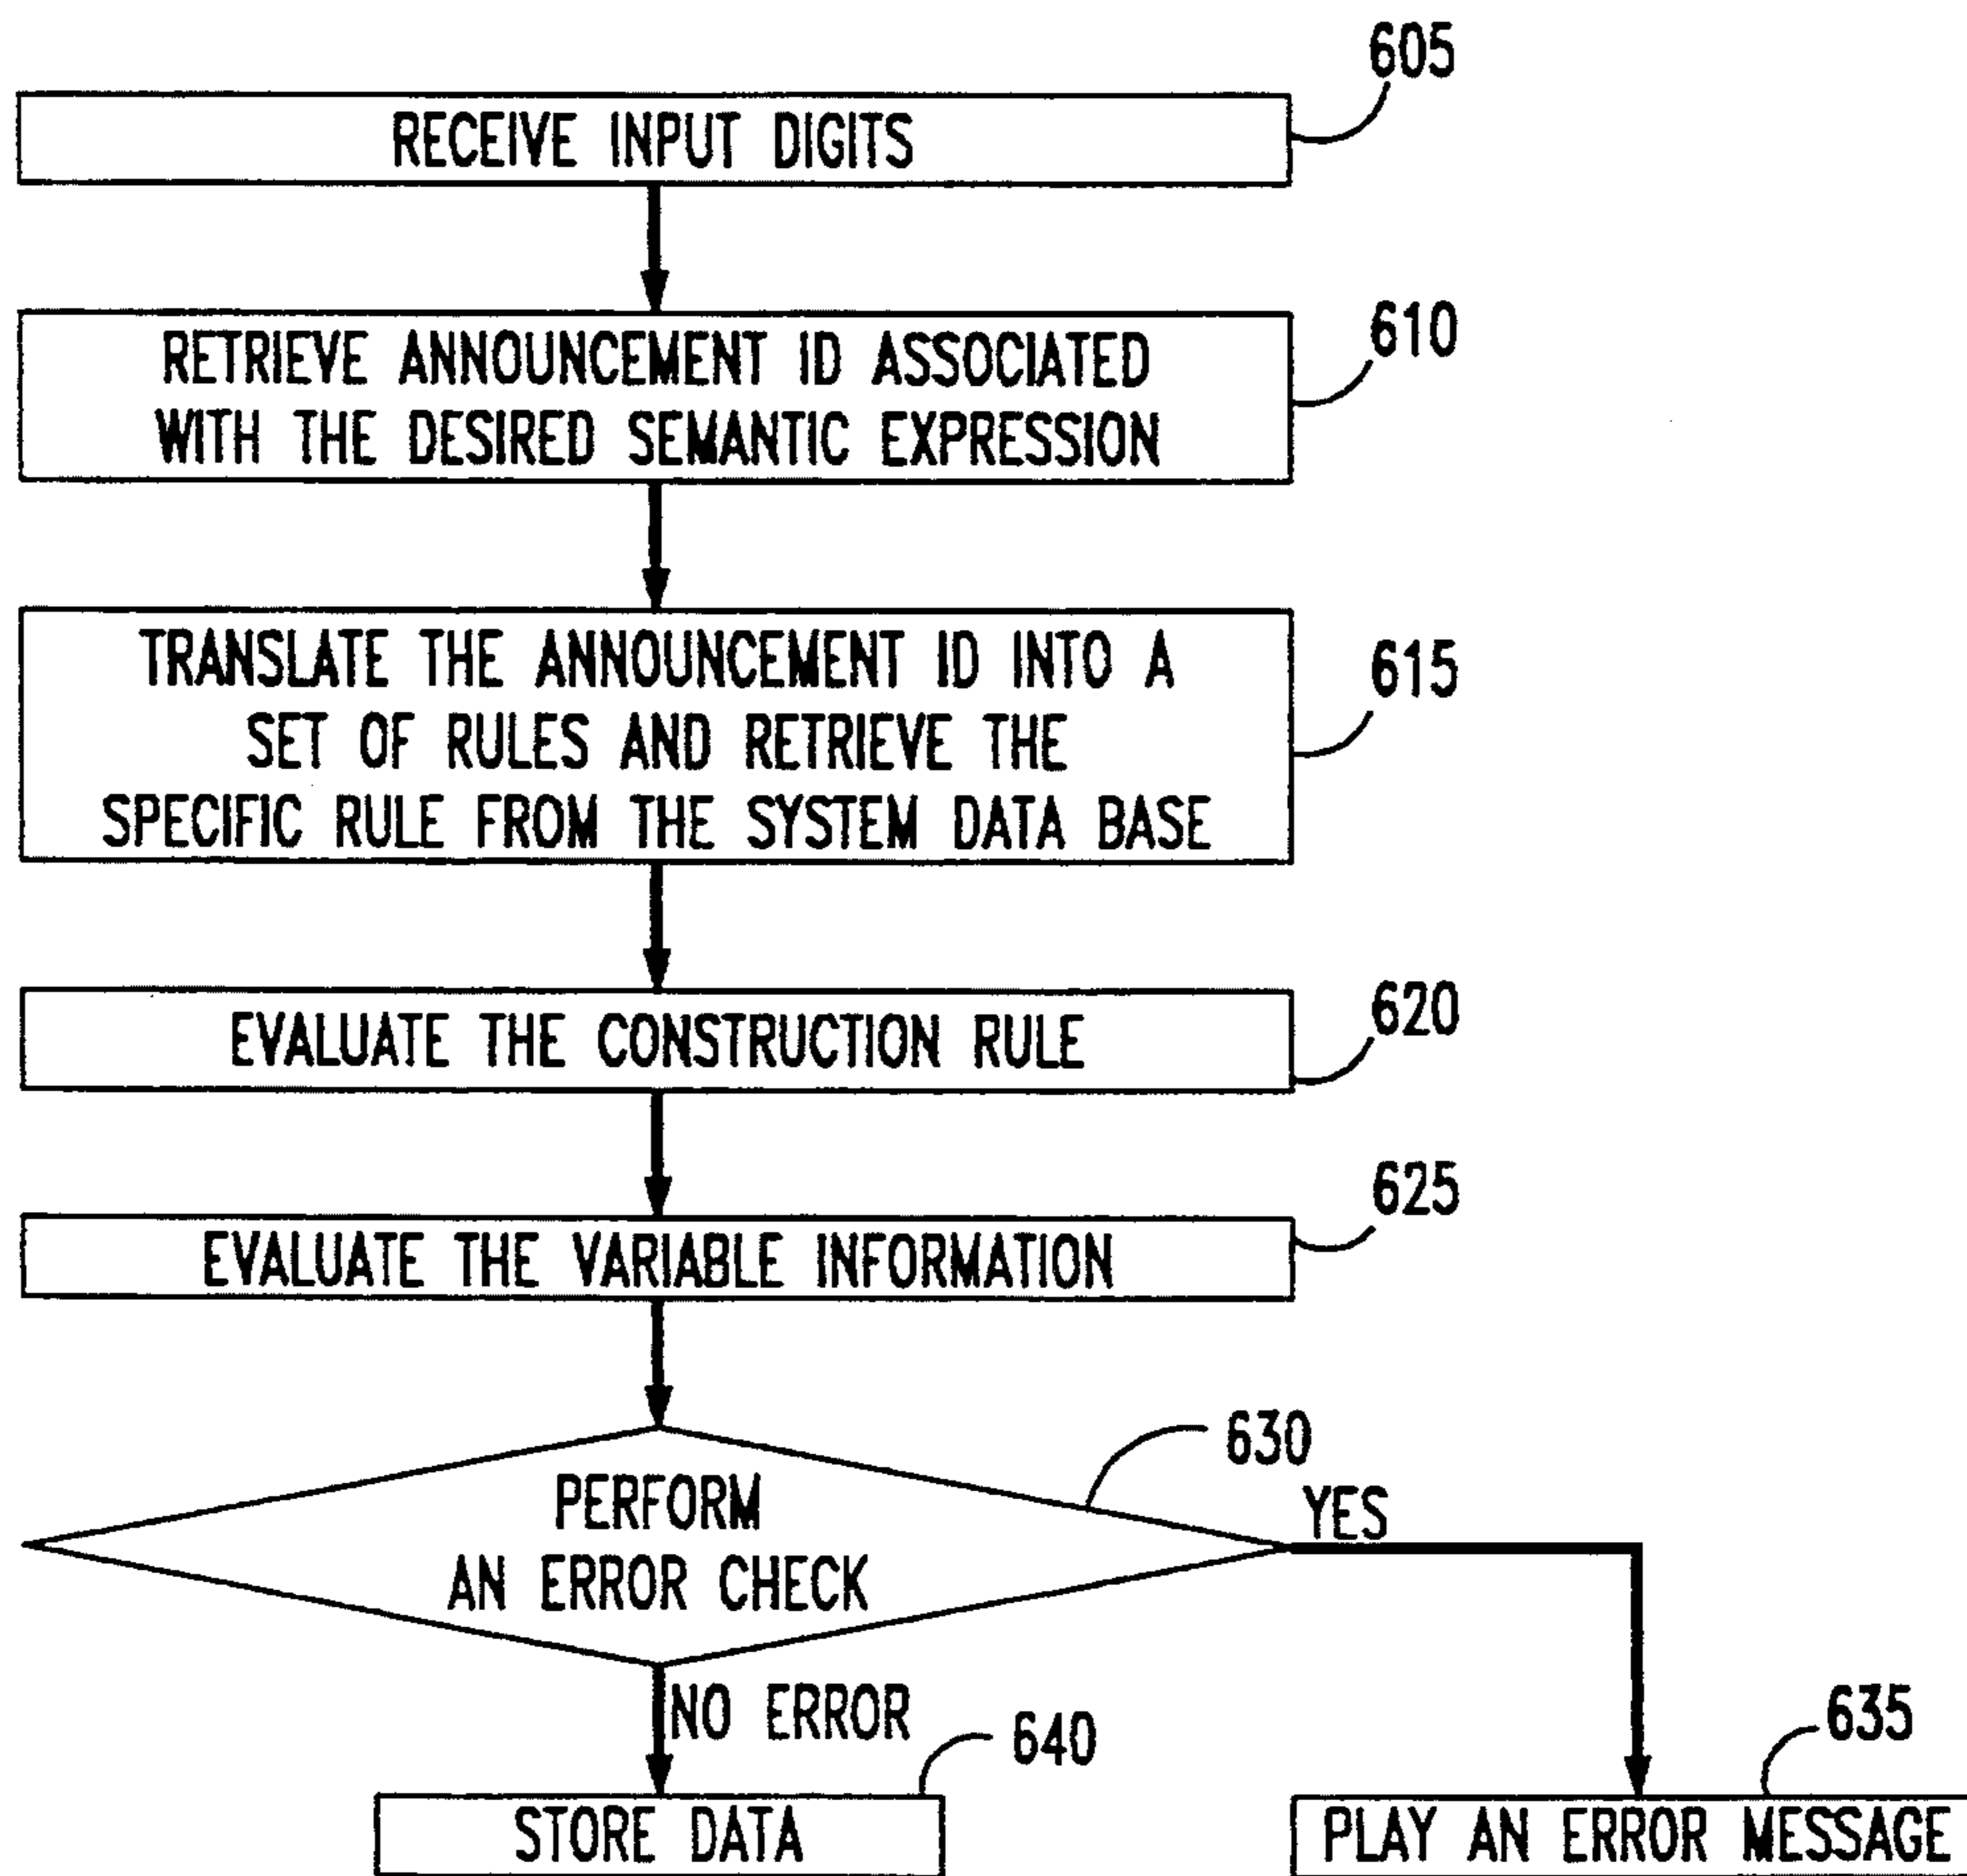 605
RECEIVE INPUT DIGITS
610
RETRIEVE ANNOUNCEMENT ID ASSOCIATED
WITH THE DESIRED SEMANTIC EXPRESSION
615
TRANSLATE THE ANNOUNCEMENT ID INTO A
SET OF RULES AND RETRIEVE THE
SPECIFIC RULE FROM THE SYSTEM DATA BASE
620
EVALUATE THE CONSTRUCTION RULE
625
EVALUATE THE VARIABLE INFORMATION
630
PERFORM
AN ERROR CHECK
YES
NO ERROR
640
635
STORE DATA
PLAY AN ERROR MESSAGE